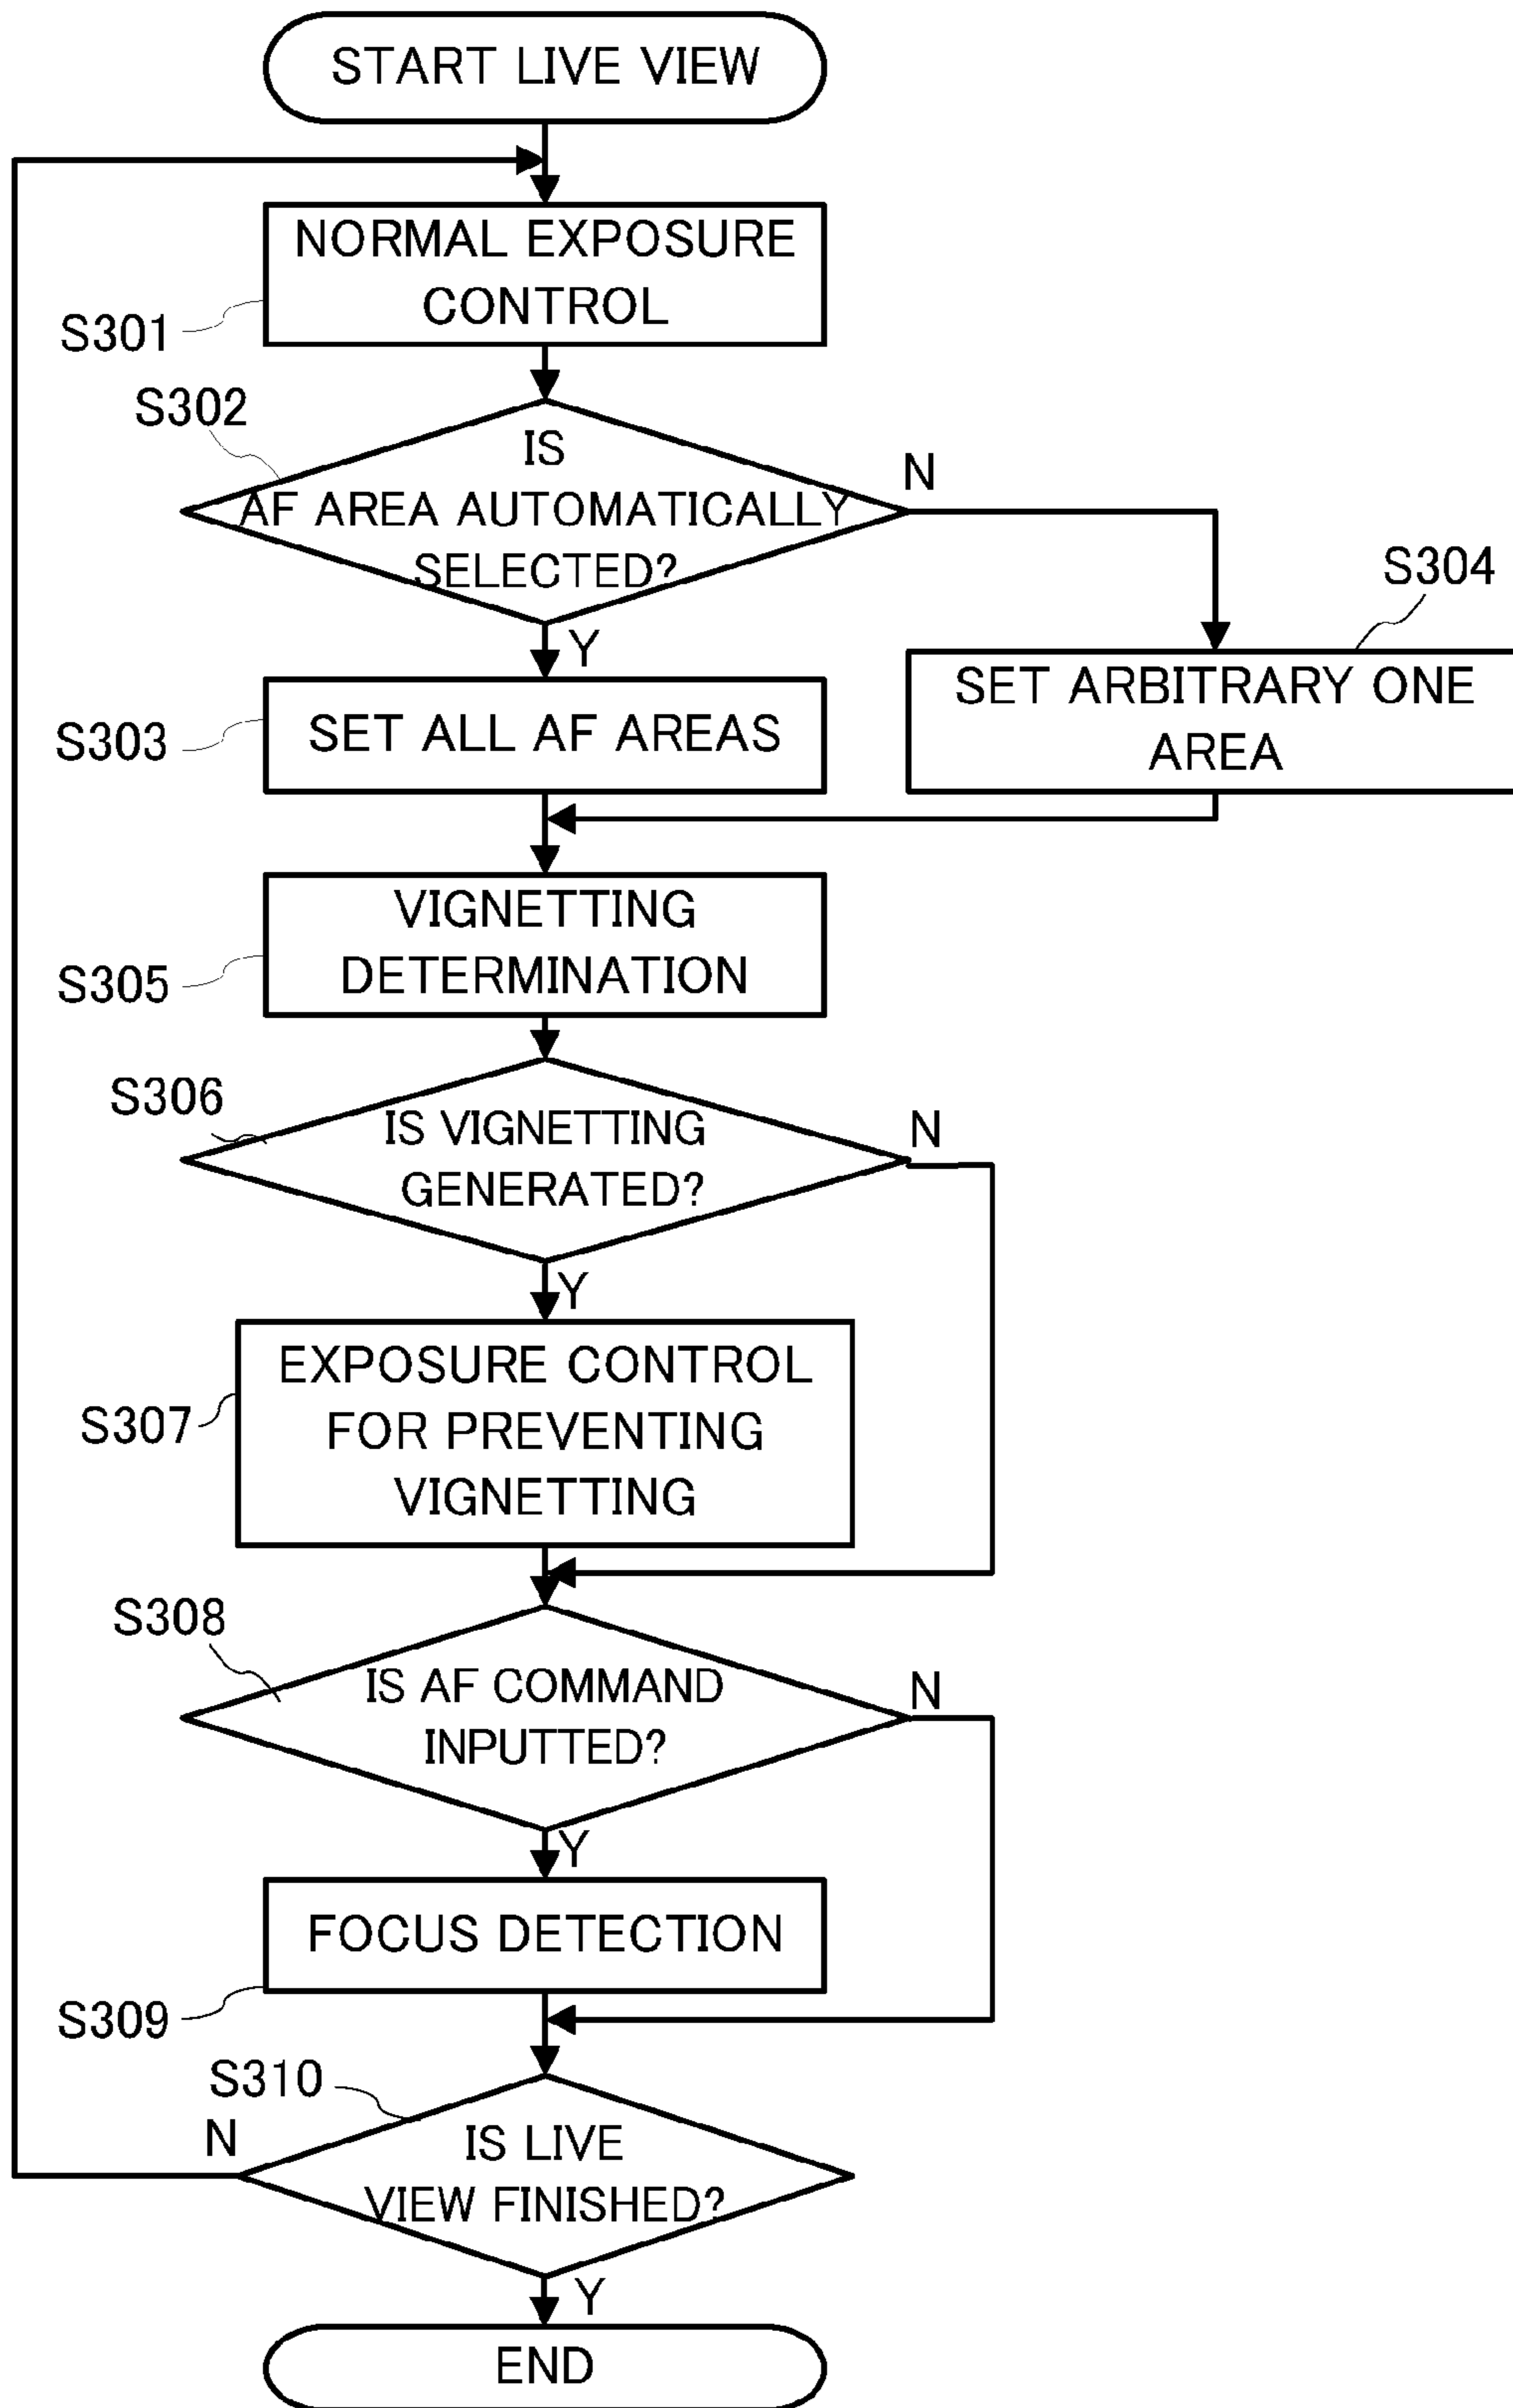 START LIVE VIEW
NORMAL EXPOSURE
CONTROL
S301
S302
IS
AF AREA AUTOMATICALLY
SELECTED?
N
Y
S304
SET ARBITRARY ONE
AREA
S303
SET ALL AF AREAS
VIGNETTING
DETERMINATION
S305
S306
IS VIGNETTING
GENERATED?
N
Y
EXPOSURE CONTROL
FOR PREVENTING
VIGNETTING
S307
S308
IS AF COMMAND
INPUTTED?
N
Y
FOCUS DETECTION
S309
S310
N
IS LIVE
VIEW FINISHED?
Y
END